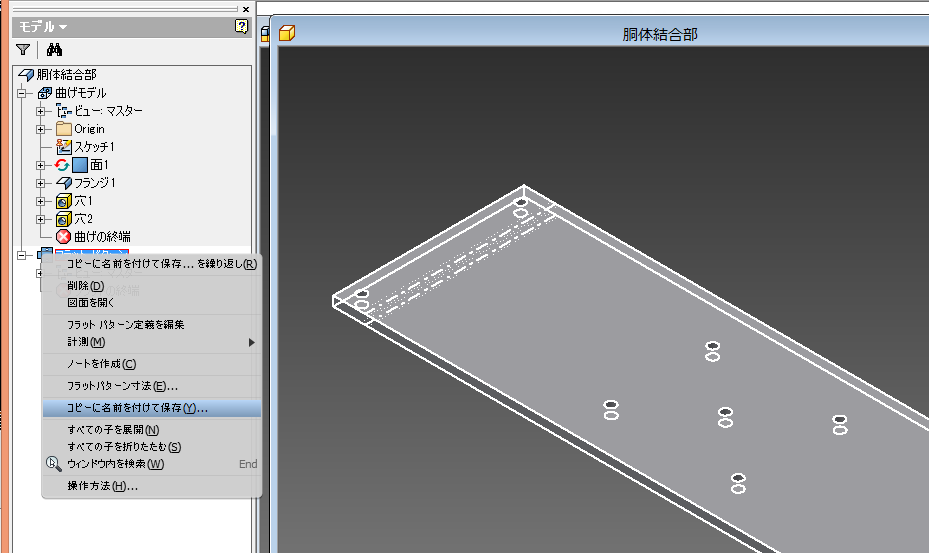 モデル
胴体結合部
胴体結合部
曲げモデル
ビュー: マスター
Origin
スケッチ1
面1
フランジ1
穴1
穴2
曲げの終端
コピーに名前を付けて保存... を繰り返し(R)
削除(D)
図面を開く
フラット パターン定義を編集
計測(M)
ノートを作成(C)
フラットパターン寸法(E)...
コピーに名前を付けて保存(Y)...
すべての子を展開(N)
すべての子を折りたたむ(S)
ウィンドウ内を検索(W) End
操作方法(H)...